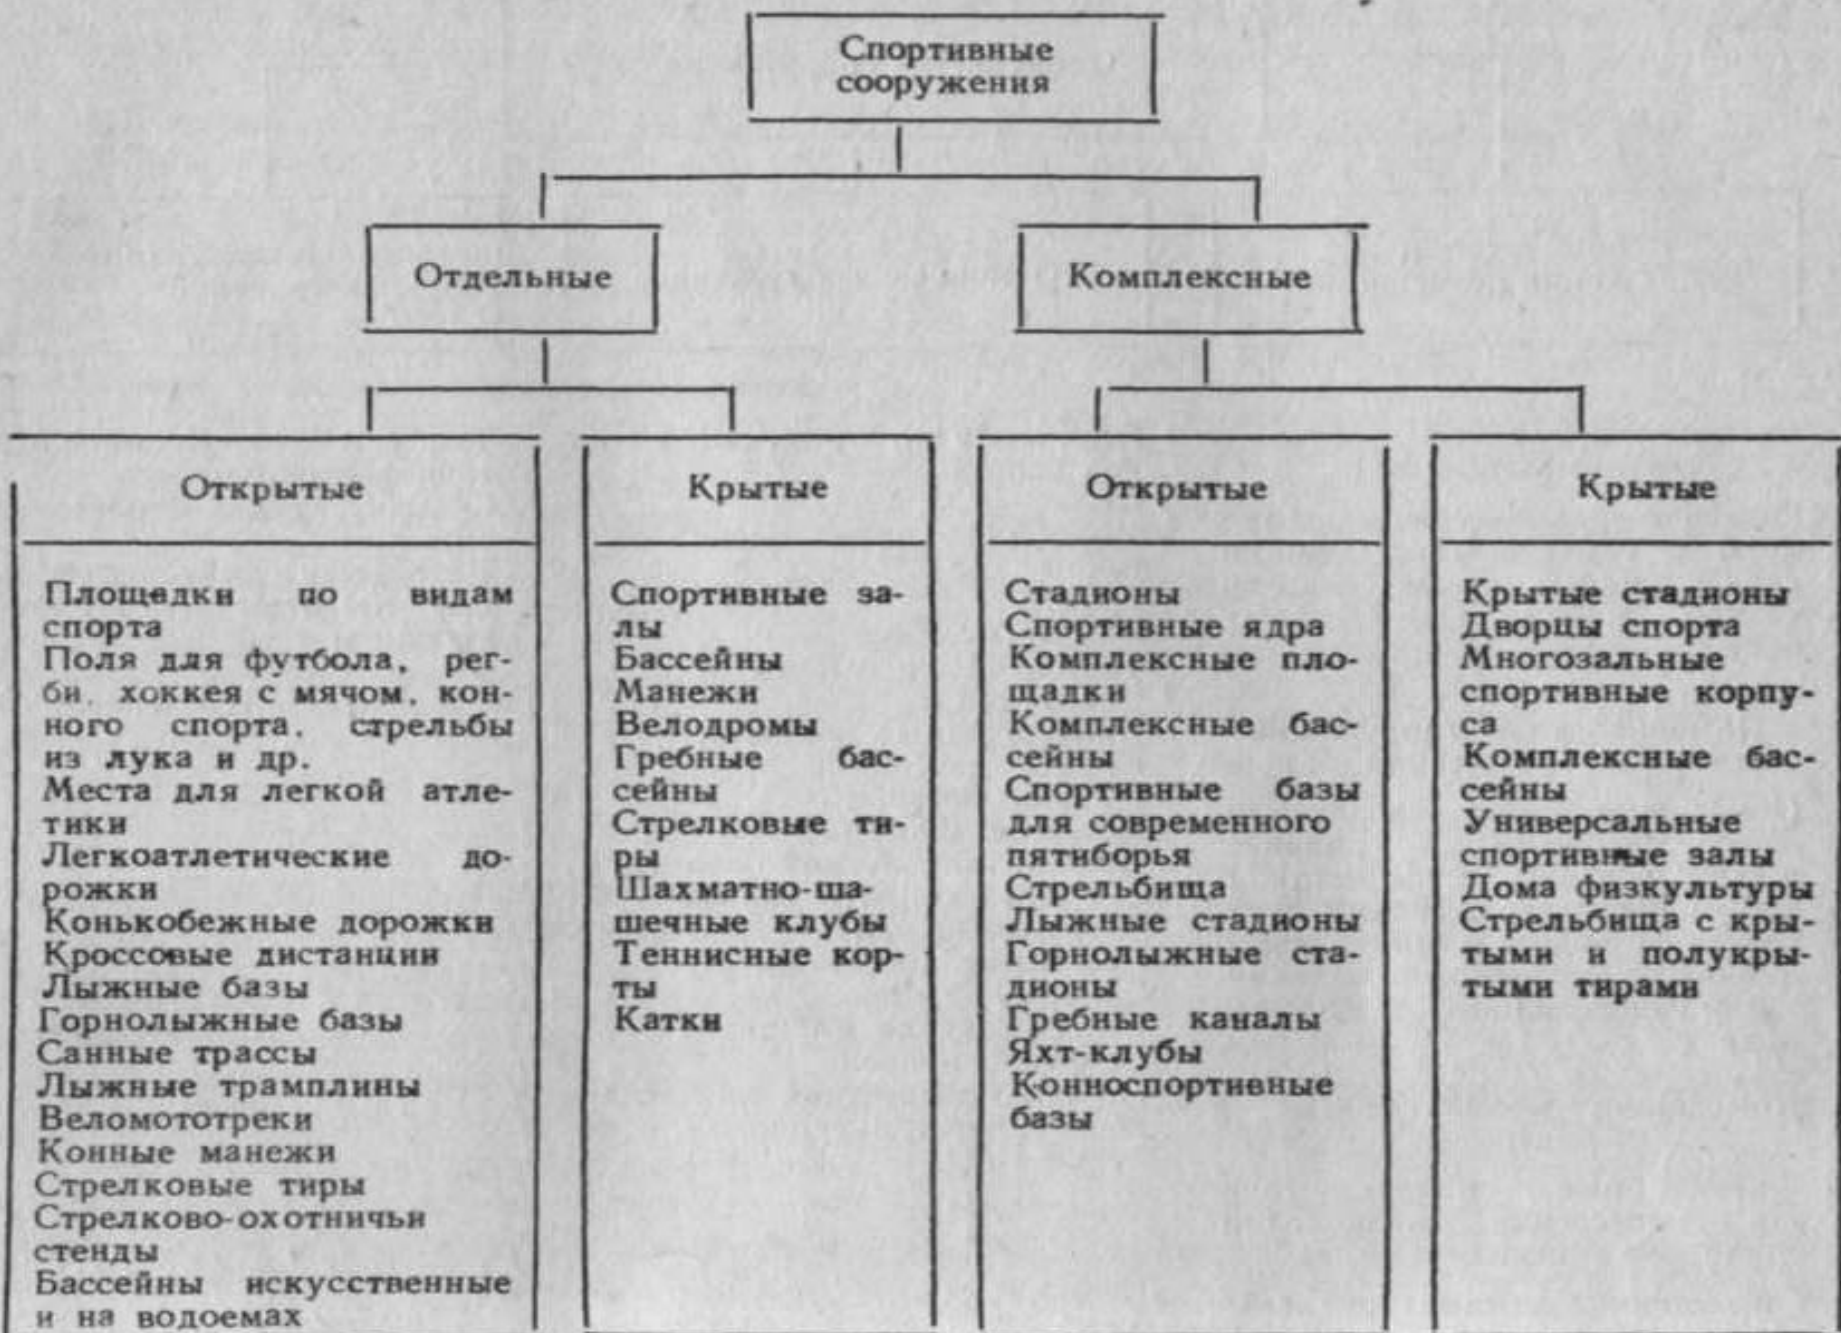 Спортивные
сооружения
Отдельные
Комплексные
Открытые
Площадки по видам
спорта
Поля для футбола, рег-
би, хоккея с мячом, кон-
ного спорта, стрельбы
из лука и др.
Места для легкой атле-
тики
Легкоатлетические до-
рожки
Конькобежные дорожки
Кроссовые дистанции
Лыжные базы
Горнолыжные базы
Санные трассы
Лыжные трамплины
Веломототреки
Конные манежи
Стрелковые тиры
Стрелково-охотничьи
стенды
Бассейны искусственные
и на водоемах
Крытые
Спортивные за-
лы
Бассейны
Манежи
Велодромы
Гребные бас-
сейны
Стрелковые ти-
ры
Шахматно-ша-
шечные клубы
Теннисные кор-
ты
Катки
Открытые
Стадионы
Спортивные ядра
Комплексные пло-
щадки
Комплексные бас-
сейны
Спортивные базы
для современного
пятиборья
Стрельбища
Лыжные стадионы
Горнолыжные ста-
дионы
Гребные каналы
Яхт-клубы
Конноспортивные
базы
Крытые
Крытые стадионы
Дворцы спорта
Многозальные
спортивные корпу-
са
Комплексные бас-
сейны
Универсальные
спортивные залы
Дома физкультуры
Стрельбища с кры-
тыми и полукры-
тыми тирами